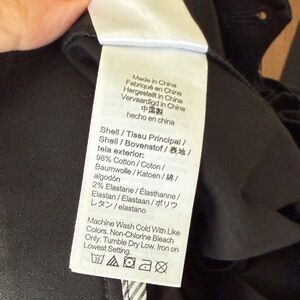 Made in China
Fabriqué en Chine
Hergestellt in China
Vervaardigd in China
中国製
hecho en china
Shell / Tissu Principal /
Shell / Bovenstof / 表地 /
tela exterior:
98% Cotton / Coton /
Baumwolle / Katoen / 綿 /
algodón
2% Elastane / Élasthanne /
Elastan / Elastaan / ポリウ
レタン / elastano
Machine Wash Cold With Like
Colors. Non-Chlorine Bleach
Only. Tumble Dry Low. Iron on
Lowest Setting.